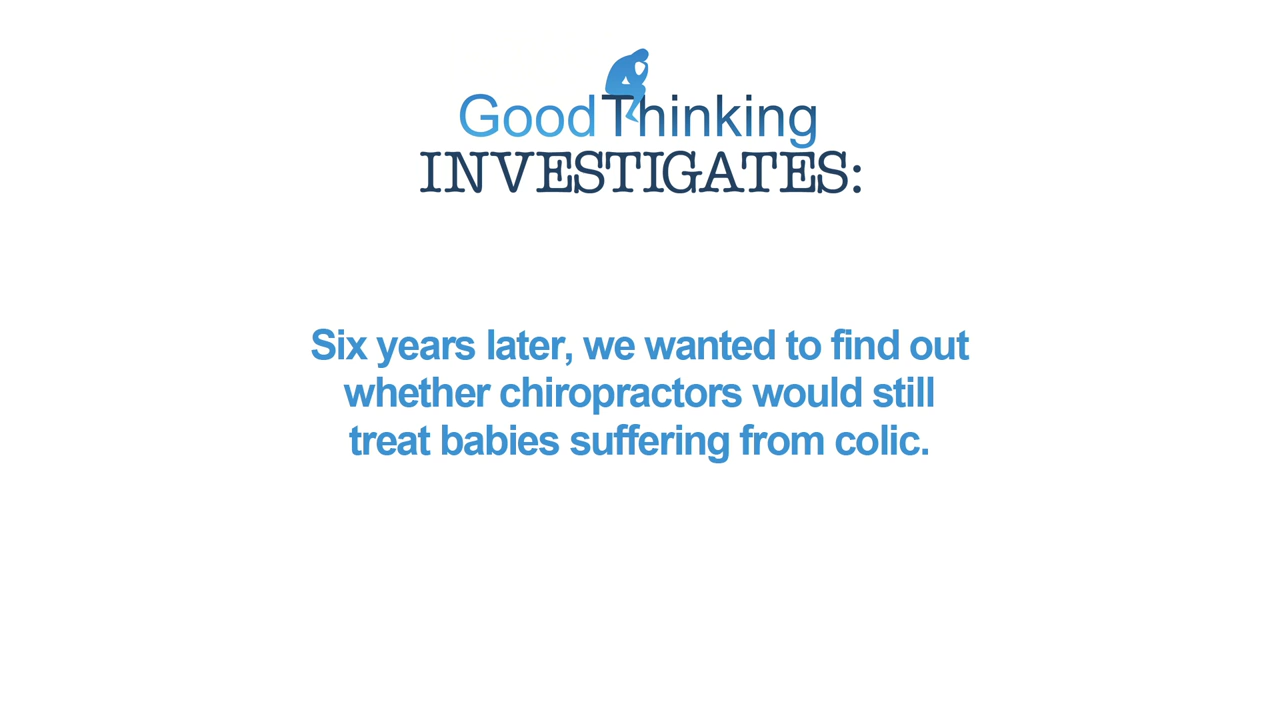 GoodThinking
INVESTIGATES:
Six years later, we wanted to find out
whether chiropractors would still
treat babies suffering from colic.